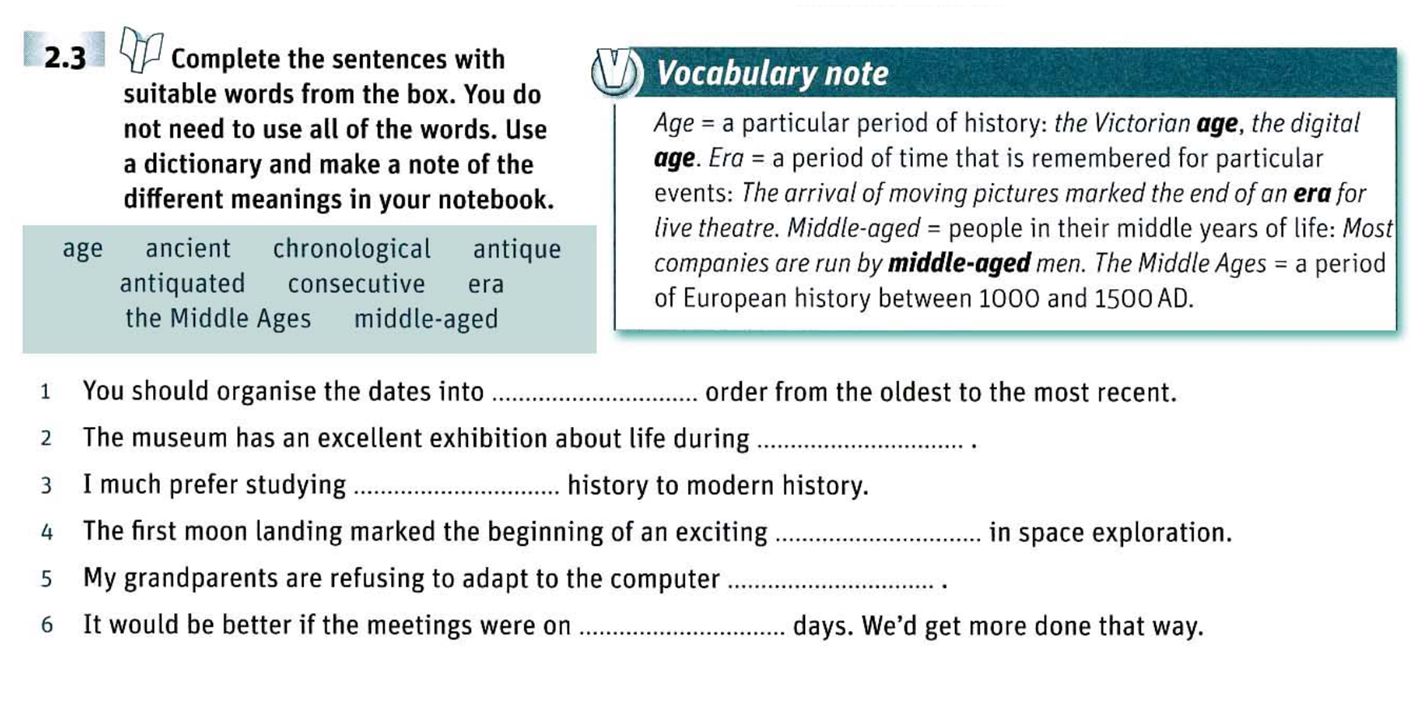 2.3 Complete the sentences with
suitable words from the box. You do
not need to use all of the words. Use
a dictionary and make a note of the
different meanings in your notebook.
age ancient chronological antique
antiquated consecutive era
the Middle Ages middle-aged
V Vocabulary note
Age = a particular period of history: the Victorian age, the digital
age. Era = a period of time that is remembered for particular
events: The arrival of moving pictures marked the end of an era for
live theatre. Middle-aged = people in their middle years of life: Most
companies are run by middle-aged men. The Middle Ages = a period
of European history between 1000 and 1500 AD.
1 You should organise the dates into .............................. order from the oldest to the most recent.
2 The museum has an excellent exhibition about life during .............................. .
3 I much prefer studying .............................. history to modern history.
4 The first moon landing marked the beginning of an exciting .............................. in space exploration.
5 My grandparents are refusing to adapt to the computer .............................. .
6 It would be better if the meetings were on .............................. days. We'd get more done that way.